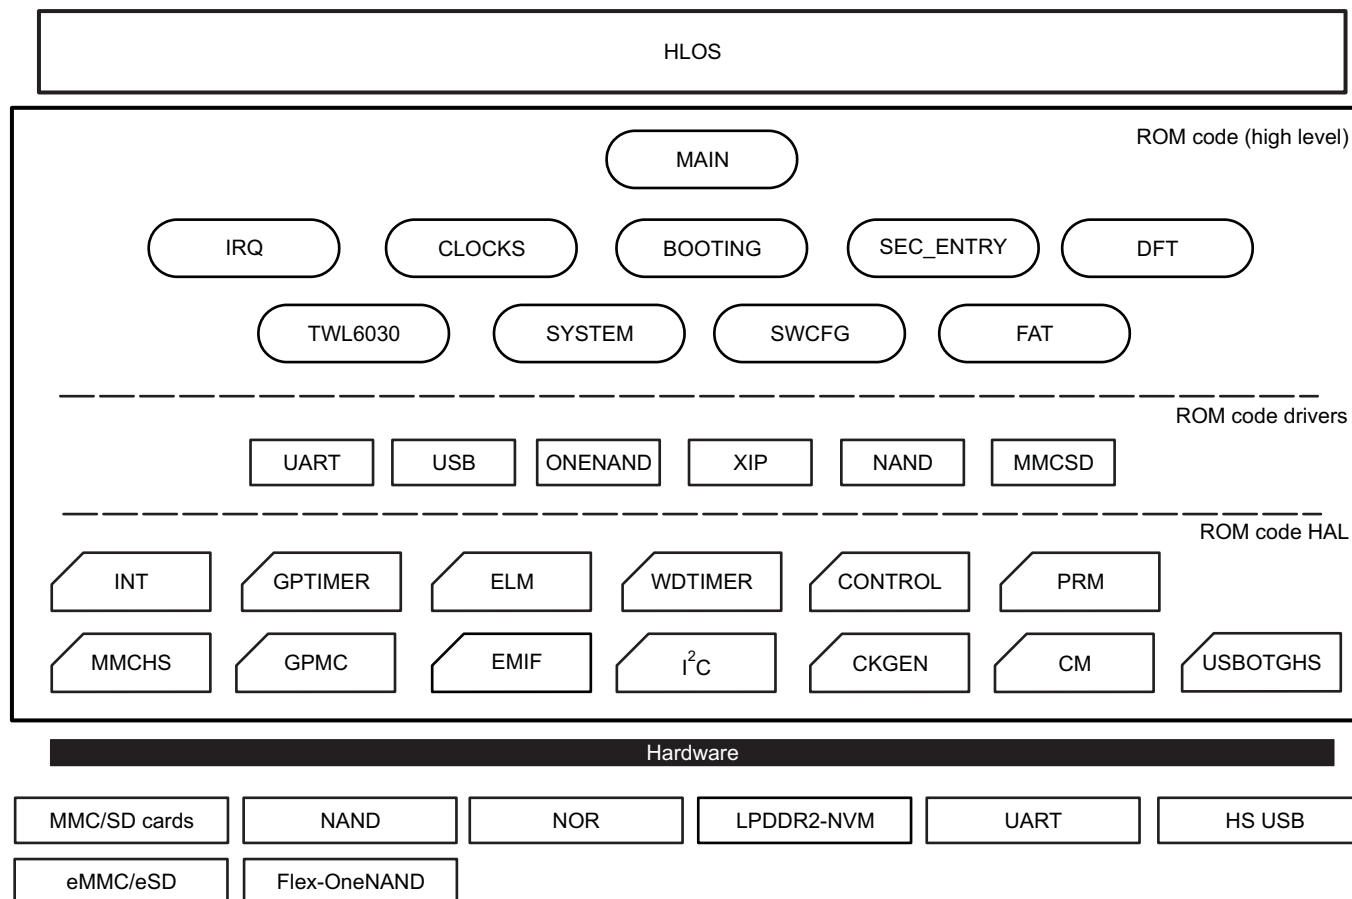 HLOS
ROM code (high level)
MAIN
IRQ CLOCKS BOOTING SEC_ENTRY DFT
TWL6030 SYSTEM SWCFG FAT
ROM code drivers
UART USB ONENAND XIP NAND MMCSD
ROM code HAL
INT GPTIMER ELM WDTIMER CONTROL PRM
MMCHS GPMC EMIF I²C CKGEN CM USBOTGHS
Hardware
MMC/SD cards NAND NOR LPDDR2-NVM UART HS USB
eMMC/eSD Flex-OneNAND